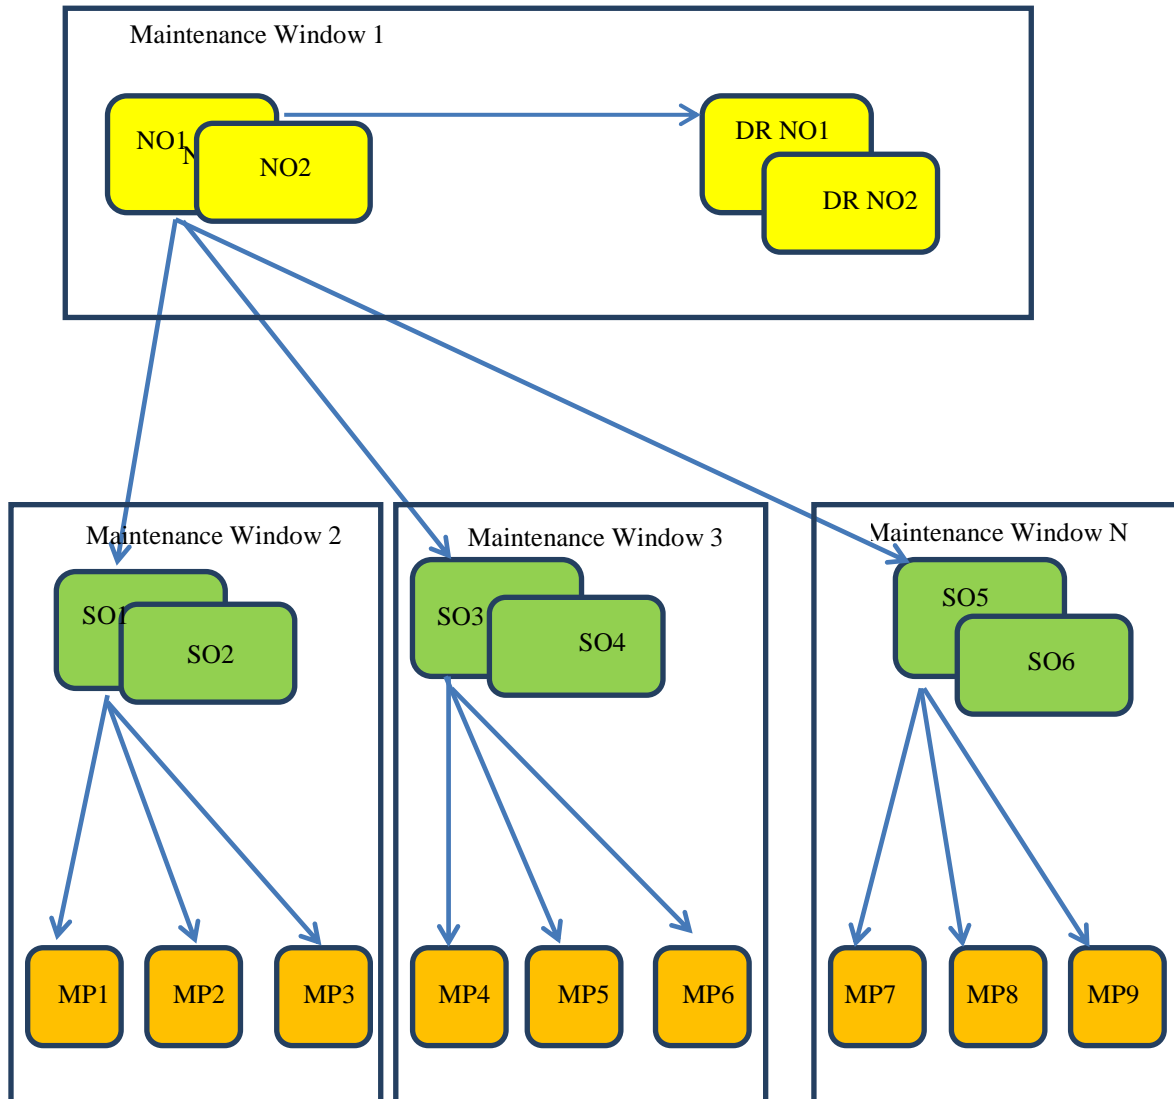 Maintenance Window 1
NO1
N
NO2
DR NO1
DR NO2
Maintenance Window 2
Maintenance Window 3
Maintenance Window N
SO1
SO2
SO3
SO4
SO5
SO6
MP1
MP2
MP3
MP4
MP5
MP6
MP7
MP8
MP9